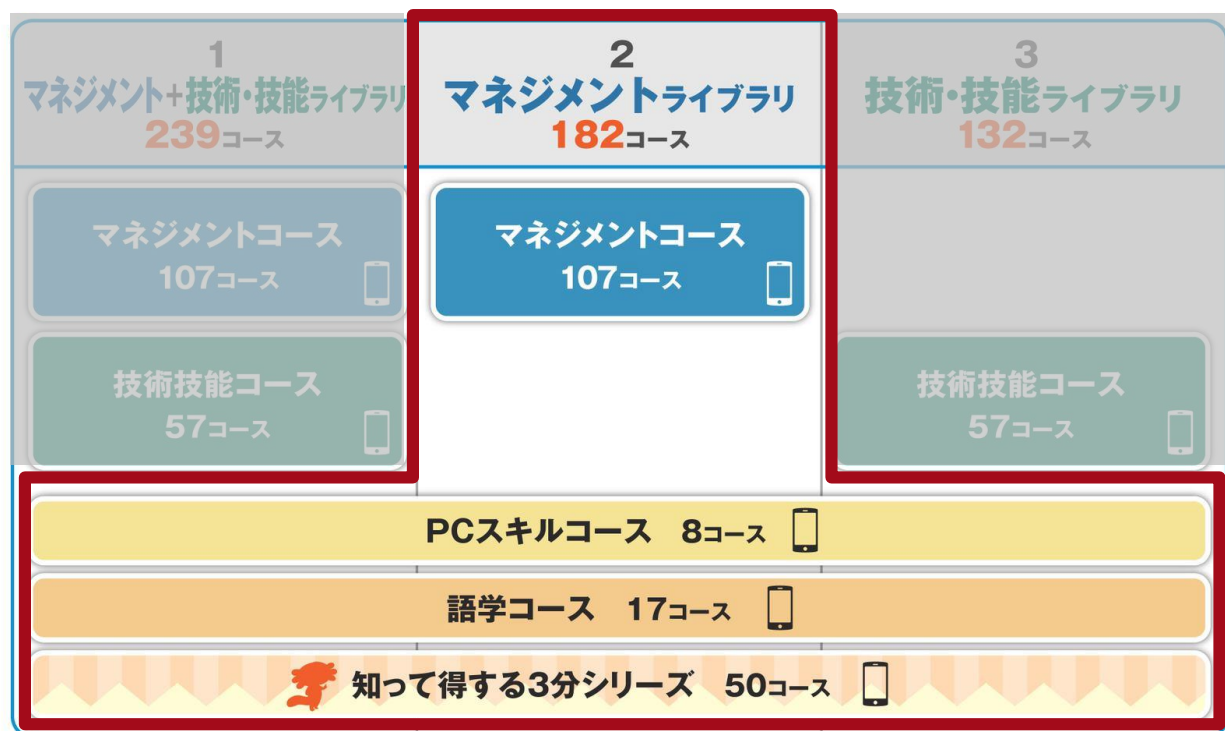 1
マネジメント+技術・技能ライブラリ
239コース
2
マネジメントライブラリ
182コース
3
技術・技能ライブラリ
132コース
マネジメントコース
107コース
マネジメントコース
107コース
技術技能コース
57コース
技術技能コース
57コース
PCスキルコース 8コース
語学コース 17コース
知って得する3分シリーズ 50コース